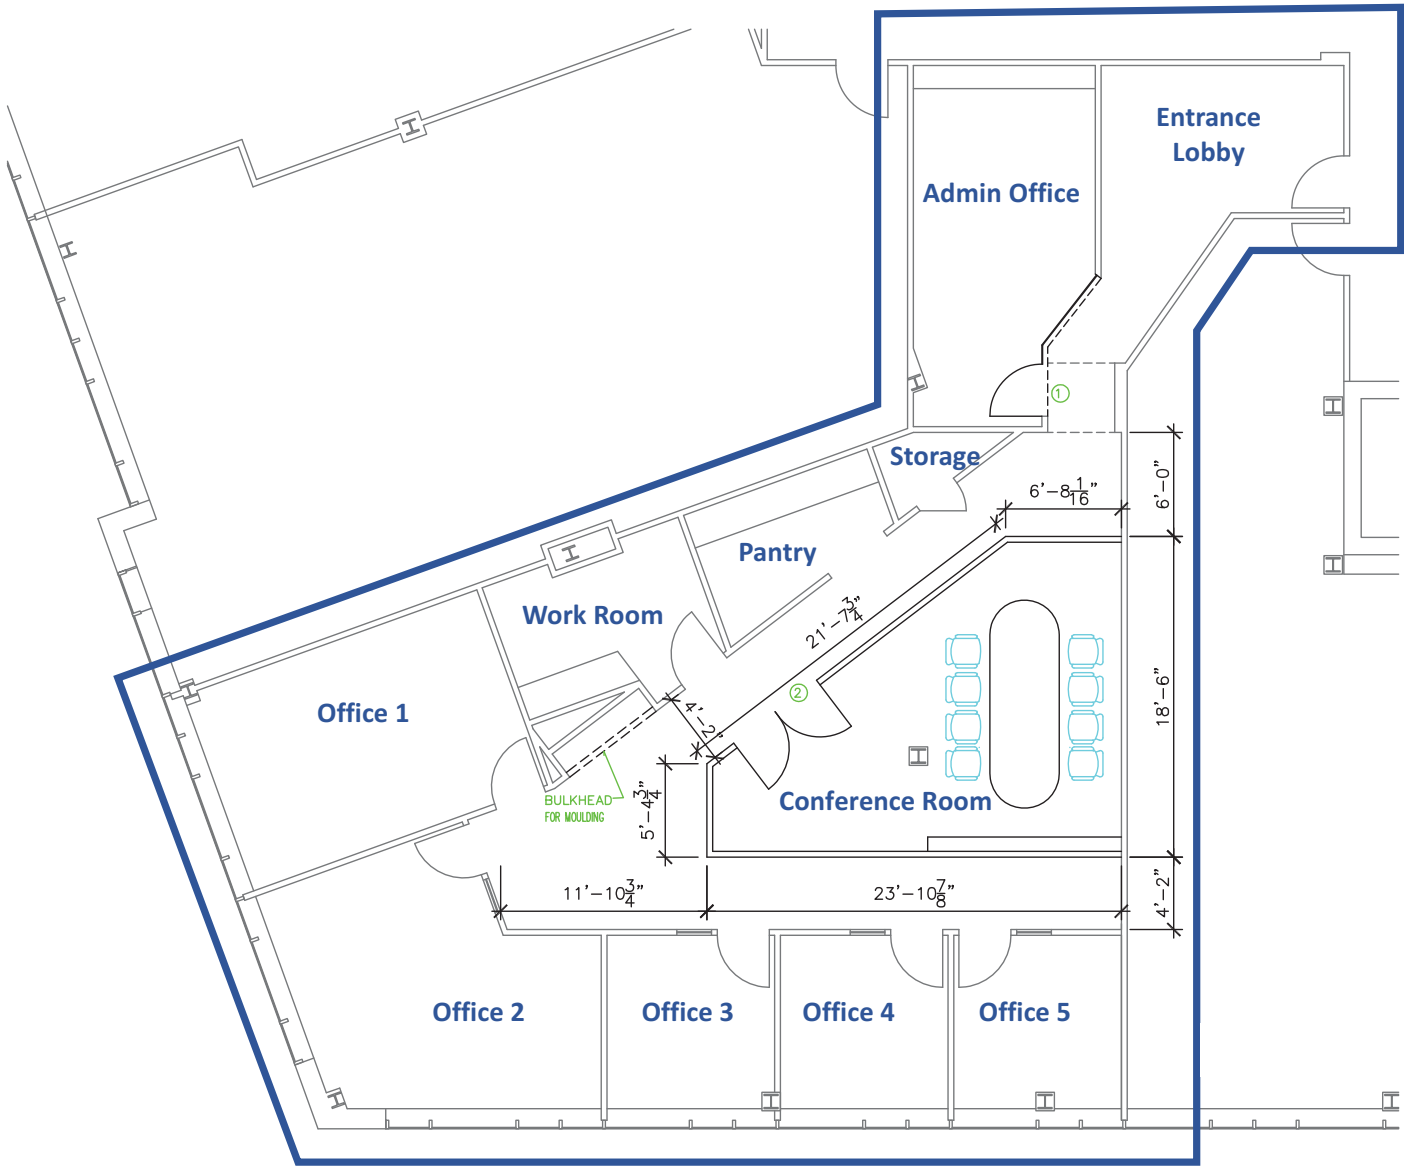 Entrance
Lobby
Admin Office
1
Storage
6'-8 1/16"
6'-0"
Pantry
Work Room
21'-7 3/4"
2
18'-6"
Office 1
4'-2"
BULKHEAD
FOR MOULDING
5'-4 3/4"
Conference Room
11'-10 3/4"
23'-10 7/8"
4'-2"
Office 2
Office 3
Office 4
Office 5